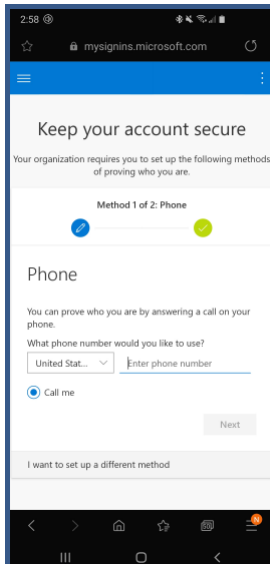 2:58
mysignins.microsoft.com
Keep your account secure
Your organization requires you to set up the following methods
of proving who you are.
Method 1 of 2: Phone
Phone
You can prove who you are by answering a call on your
phone.
What phone number would you like to use?
United Stat...
Enter phone number
Call me
Next
I want to set up a different method
N